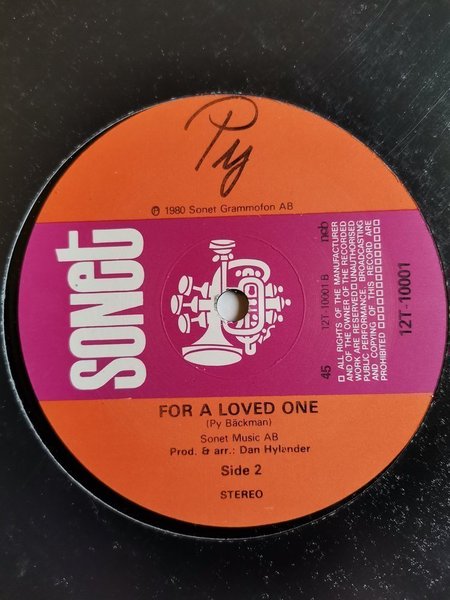 Py
℗ 1980 Sonet Grammofon AB
sonet
45
12T-10001 B ncb
□ ALL RIGHTS OF THE MANUFACTURER
AND OF THE OWNER OF THE RECORDED
WORK ARE RESERVED □ UNAUTHORISED
PUBLIC PERFORMANCE, BROADCASTING
AND COPYING OF THIS RECORD ARE
PROHIBITED □□□□□□□□□□□□
12T-10001
FOR A LOVED ONE
(Py Bäckman)
Sonet Music AB
Prod. & arr.: Dan Hylander
Side 2
STEREO